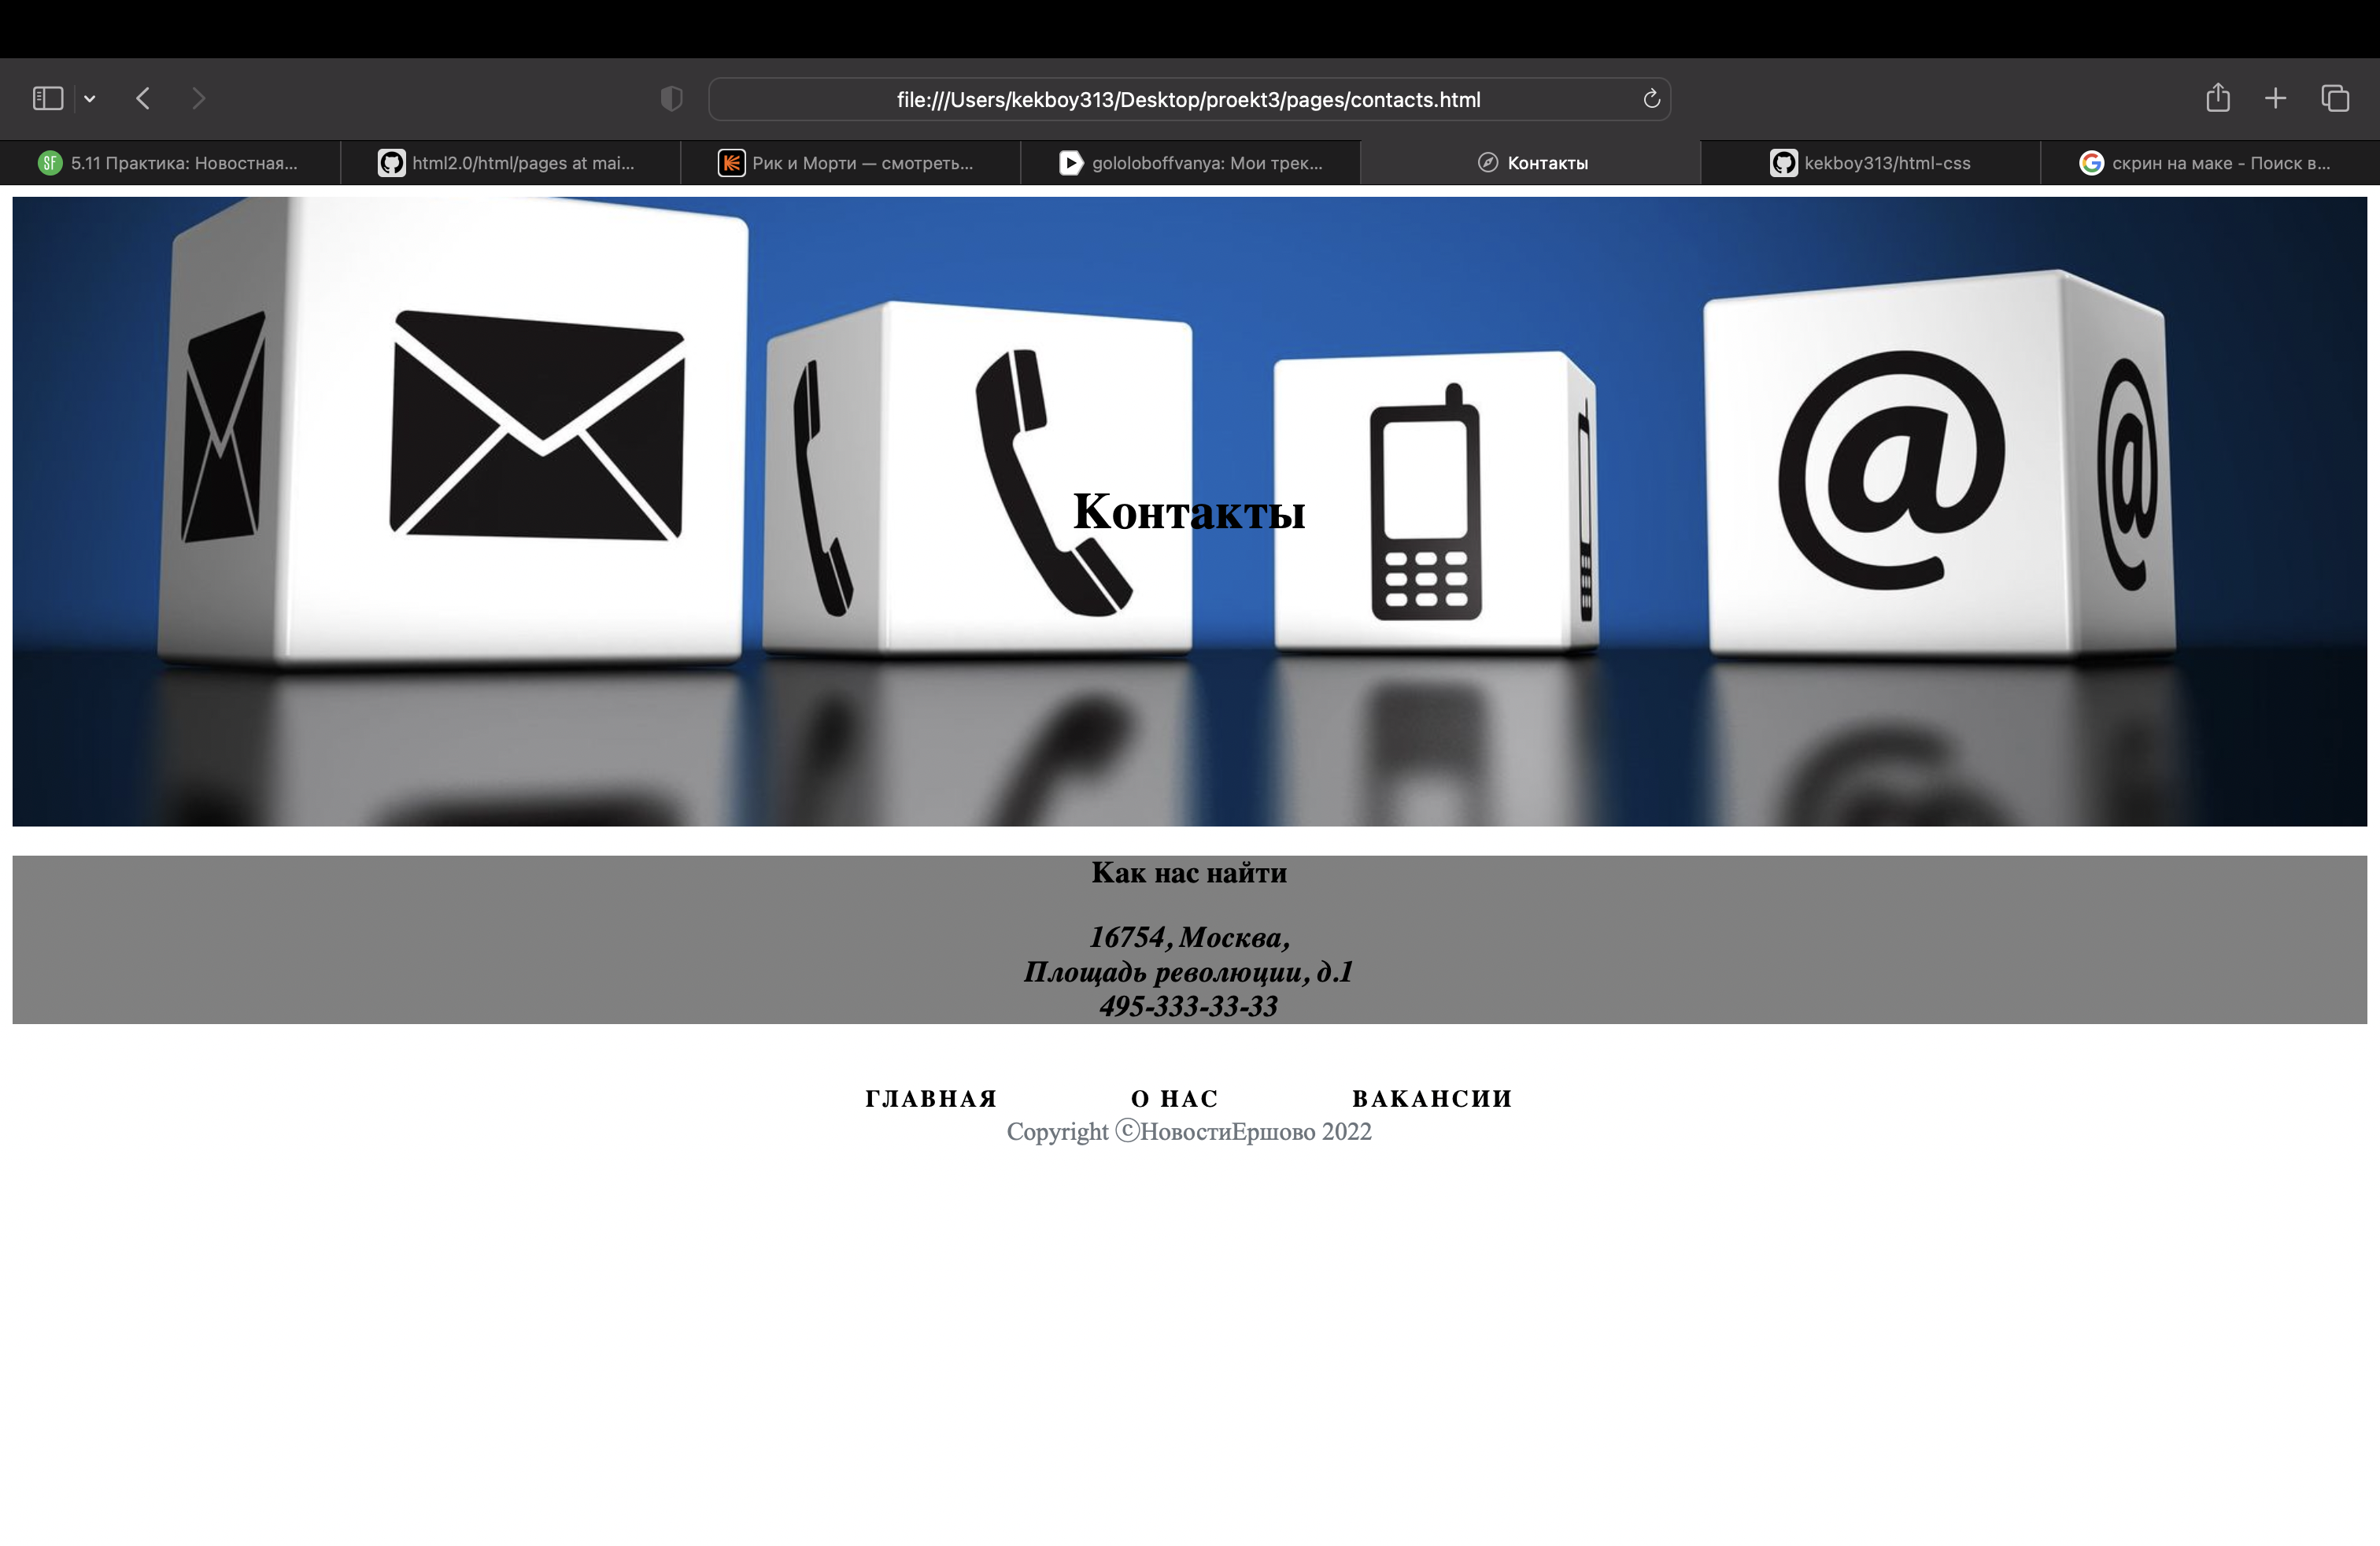 file:///Users/kekboy313/Desktop/proekt3/pages/contacts.html
SF 5.11 Практика: Новостная...
html2.0/html/pages at mai...
Рик и Морти — смотреть...
gololoboffvanya: Мои трек...
Контакты
kekboy313/html-css
скрин на маке - Поиск в...
@ @
Контакты
Как нас найти
16754, Москва,
Площадь революции, д.1
495-333-33-33
ГЛАВНАЯ О НАС ВАКАНСИИ
Copyright ⓒНовостиЕршово 2022